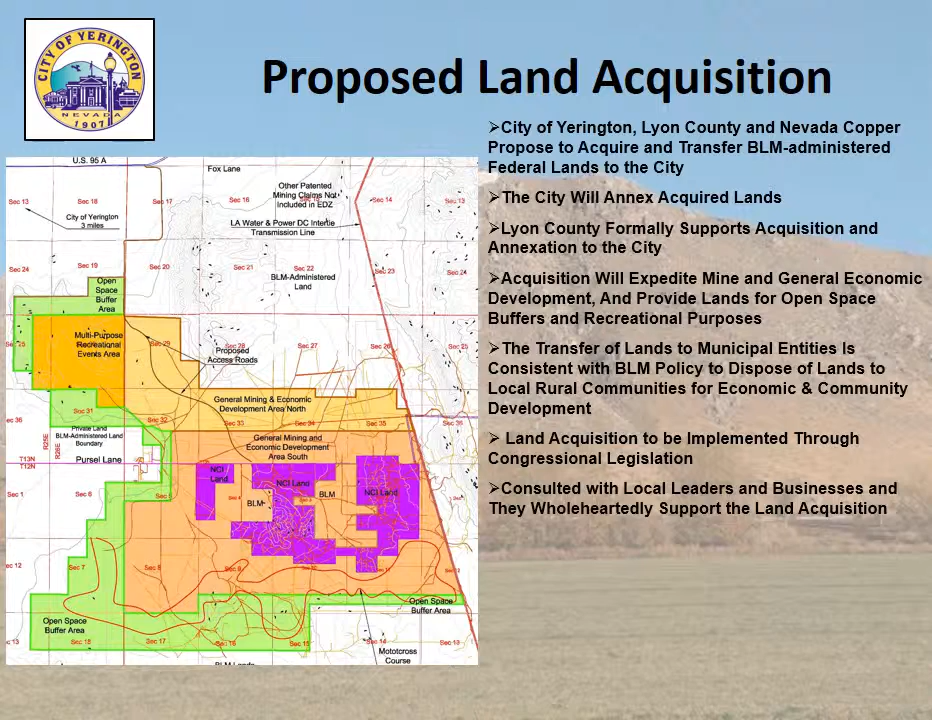 CITY OF YERINGTON
NEVADA
1907
Proposed Land Acquisition
➢City of Yerington, Lyon County and Nevada Copper
Propose to Acquire and Transfer BLM-administered
Federal Lands to the City
➢The City Will Annex Acquired Lands
➢Lyon County Formally Supports Acquisition and
Annexation to the City
➢Acquisition Will Expedite Mine and General Economic
Development, And Provide Lands for Open Space
Buffers and Recreational Purposes
➢The Transfer of Lands to Municipal Entities Is
Consistent with BLM Policy to Dispose of Lands to
Local Rural Communities for Economic & Community
Development
➢ Land Acquisition to be Implemented Through
Congressional Legislation
➢Consulted with Local Leaders and Businesses and
They Wholeheartedly Support the Land Acquisition
U.S. 95 A
Fox Lane
Other Patented
Mining Claims Not
Included in EDZ
Sec 13
Sec 18
Sec 17
Sec 16
Sec 15
Sec 14
Sec 13
City of Yerington
3 miles
LA Water & Power DC Intertie
Transmission Line
Sec 24
Sec 19
Sec 20
Sec 21
Sec 22
Sec 23
Sec 24
BLM-Administered
Land
Open
Space
Buffer
Area
Multi-Purpose
Recreational
Events Area
Sec 25
Sec 29
Sec 28
Sec 27
Sec 26
Sec 25
Proposed
Access Roads
General Mining & Economic
Development Area North
Sec 36
Sec 31
Sec 32
Sec 33
Sec 34
Sec 35
Sec 36
Private Land
BLM-Administered Land
Boundary
R25E
R26E
General Mining and
Economic Development
Area South
T13N
T12N
Pursel Lane
NCI
Land
NCI Land
NCI Land
BLM
BLM
Sec 1
Sec 6
Sec 5
Sec 12
Sec 7
Sec 8
Sec 9
Open Space
Buffer Area
Open Space
Buffer Area
Sec 13
Sec 18
Sec 17
Sec 16
Sec 15
Sec 14
Sec 13
Motocross
Course
BLM Lands